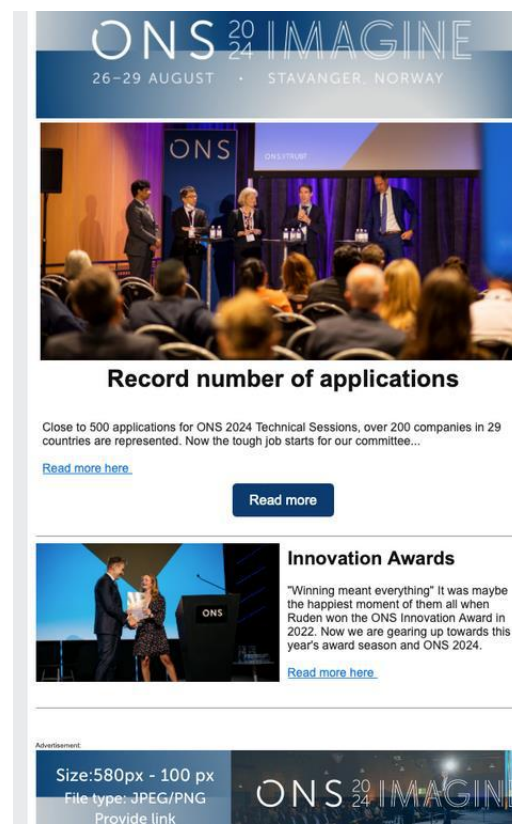 ONS 2024 IMAGINE
26–29 AUGUST • STAVANGER, NORWAY
ONS
ONS//TRUST
Record number of applications
Close to 500 applications for ONS 2024 Technical Sessions, over 200 companies in 29
countries are represented. Now the tough job starts for our committee...
Read more here
Read more
Innovation Awards
"Winning meant everything" It was maybe
the happiest moment of them all when
Ruden won the ONS Innovation Award in
2022. Now we are gearing up towards this
year's award season and ONS 2024.
Read more here
ONS
Advertisement:
Size:580px - 100 px
File type: JPEG/PNG
Provide link
ONS 2024 IMAGINE